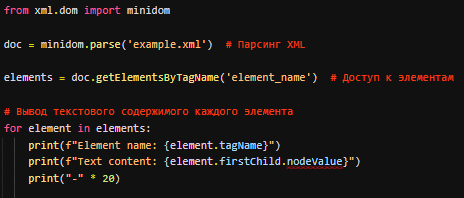 from xml.dom import minidom
doc = minidom.parse('example.xml')  # Парсинг XML
elements = doc.getElementsByTagName('element_name')  # Доступ к элементам
# Вывод текстового содержимого каждого элемента
for element in elements:
    print(f"Element name: {element.tagName}")
    print(f"Text content: {element.firstChild.nodeValue}")
    print("-" * 20)